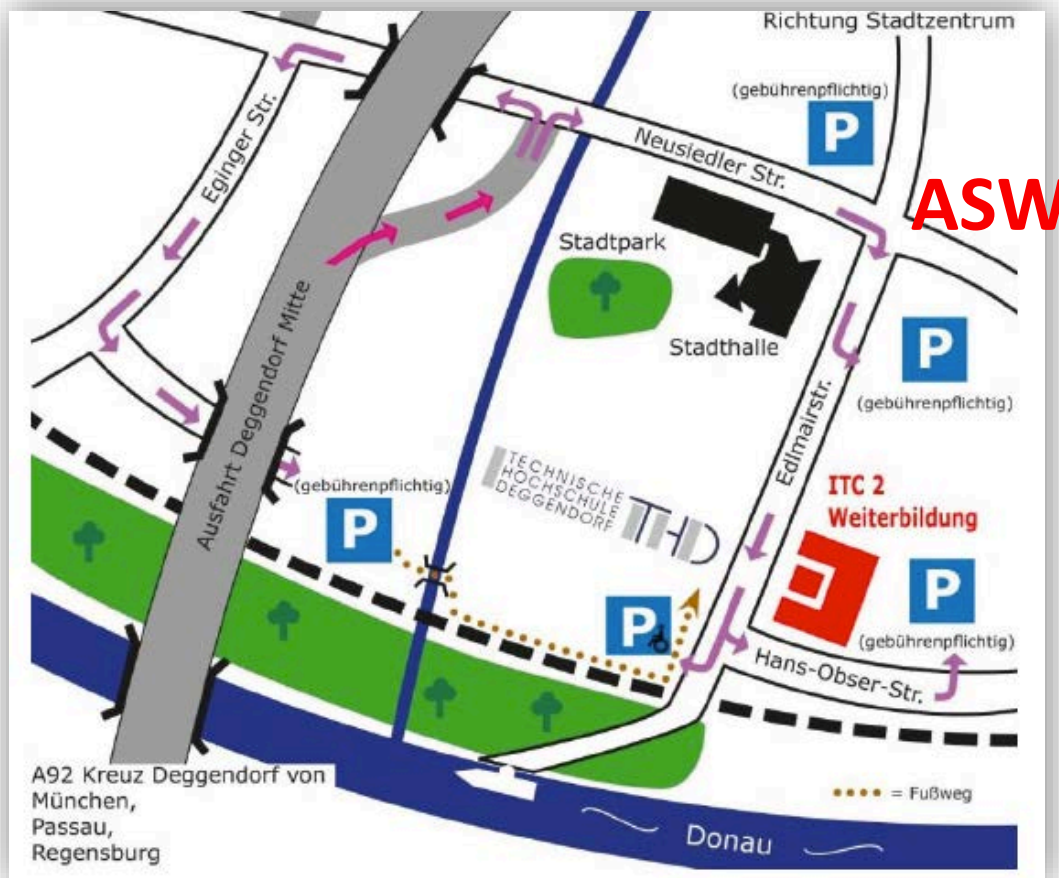 Richtung Stadtzentrum
(gebührenpflichtig)
P
Neusiedler Str.
ASW
Eginger Str.
Stadtpark
Stadthalle
P
(gebührenpflichtig)
Ausfahrt Deggendorf Mitte
Edlmairstr.
TECHNISCHE
HOCHSCHULE
DEGGENDORF
THD
ITC 2
Weiterbildung
(gebührenpflichtig)
P
P
P
(gebührenpflichtig)
Hans-Obser-Str.
A92 Kreuz Deggendorf von
München,
Passau,
Regensburg
= Fußweg
Donau